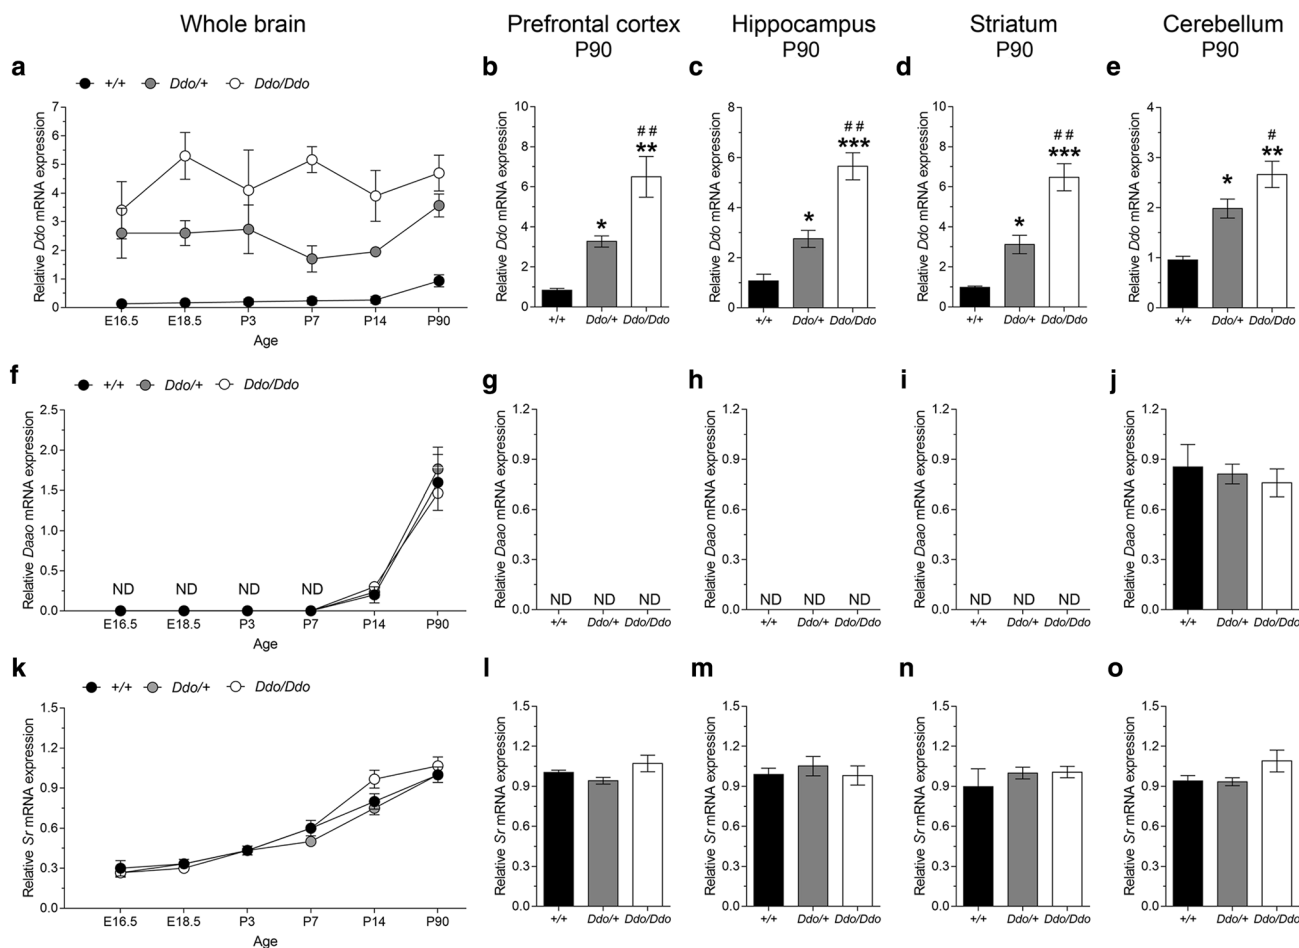 Whole brain
Prefrontal cortex
P90
Hippocampus
P90
Striatum
P90
Cerebellum
P90
a
+/+ Ddo/+ Ddo/Ddo
Relative Ddo mRNA expression
7
6
5
4
3
2
1
0
E16.5 E18.5 P3 P7 P14 P90
Age
b
Relative Ddo mRNA expression
10
8
6
4
2
0
*
##
**
+/+ Ddo/+ Ddo/Ddo
c
Relative Ddo mRNA expression
8
6
4
2
0
*
##
***
+/+ Ddo/+ Ddo/Ddo
d
Relative Ddo mRNA expression
10
8
6
4
2
0
*
##
***
+/+ Ddo/+ Ddo/Ddo
e
Relative Ddo mRNA expression
4
3
2
1
0
*
#
**
+/+ Ddo/+ Ddo/Ddo
f
+/+ Ddo/+ Ddo/Ddo
Relative Daao mRNA expression
2.5
2.0
1.5
1.0
0.5
0.0
ND ND ND ND
E16.5 E18.5 P3 P7 P14 P90
Age
g
Relative Daao mRNA expression
1.2
0.9
0.6
0.3
0.0
ND ND ND
+/+ Ddo/+ Ddo/Ddo
h
Relative Daao mRNA expression
1.2
0.9
0.6
0.3
0.0
ND ND ND
+/+ Ddo/+ Ddo/Ddo
i
Relative Daao mRNA expression
1.2
0.9
0.6
0.3
0.0
ND ND ND
+/+ Ddo/+ Ddo/Ddo
j
Relative Daao mRNA expression
1.2
0.9
0.6
0.3
0.0
+/+ Ddo/+ Ddo/Ddo
k
+/+ Ddo/+ Ddo/Ddo
Relative Sr mRNA expression
1.5
1.2
0.9
0.6
0.3
0.0
E16.5 E18.5 P3 P7 P14 P90
Age
l
Relative Sr mRNA expression
1.5
1.2
0.9
0.6
0.3
0.0
+/+ Ddo/+ Ddo/Ddo
m
Relative Sr mRNA expression
1.5
1.2
0.9
0.6
0.3
0.0
+/+ Ddo/+ Ddo/Ddo
n
Relative Sr mRNA expression
1.5
1.2
0.9
0.6
0.3
0.0
+/+ Ddo/+ Ddo/Ddo
o
Relative Sr mRNA expression
1.5
1.2
0.9
0.6
0.3
0.0
+/+ Ddo/+ Ddo/Ddo